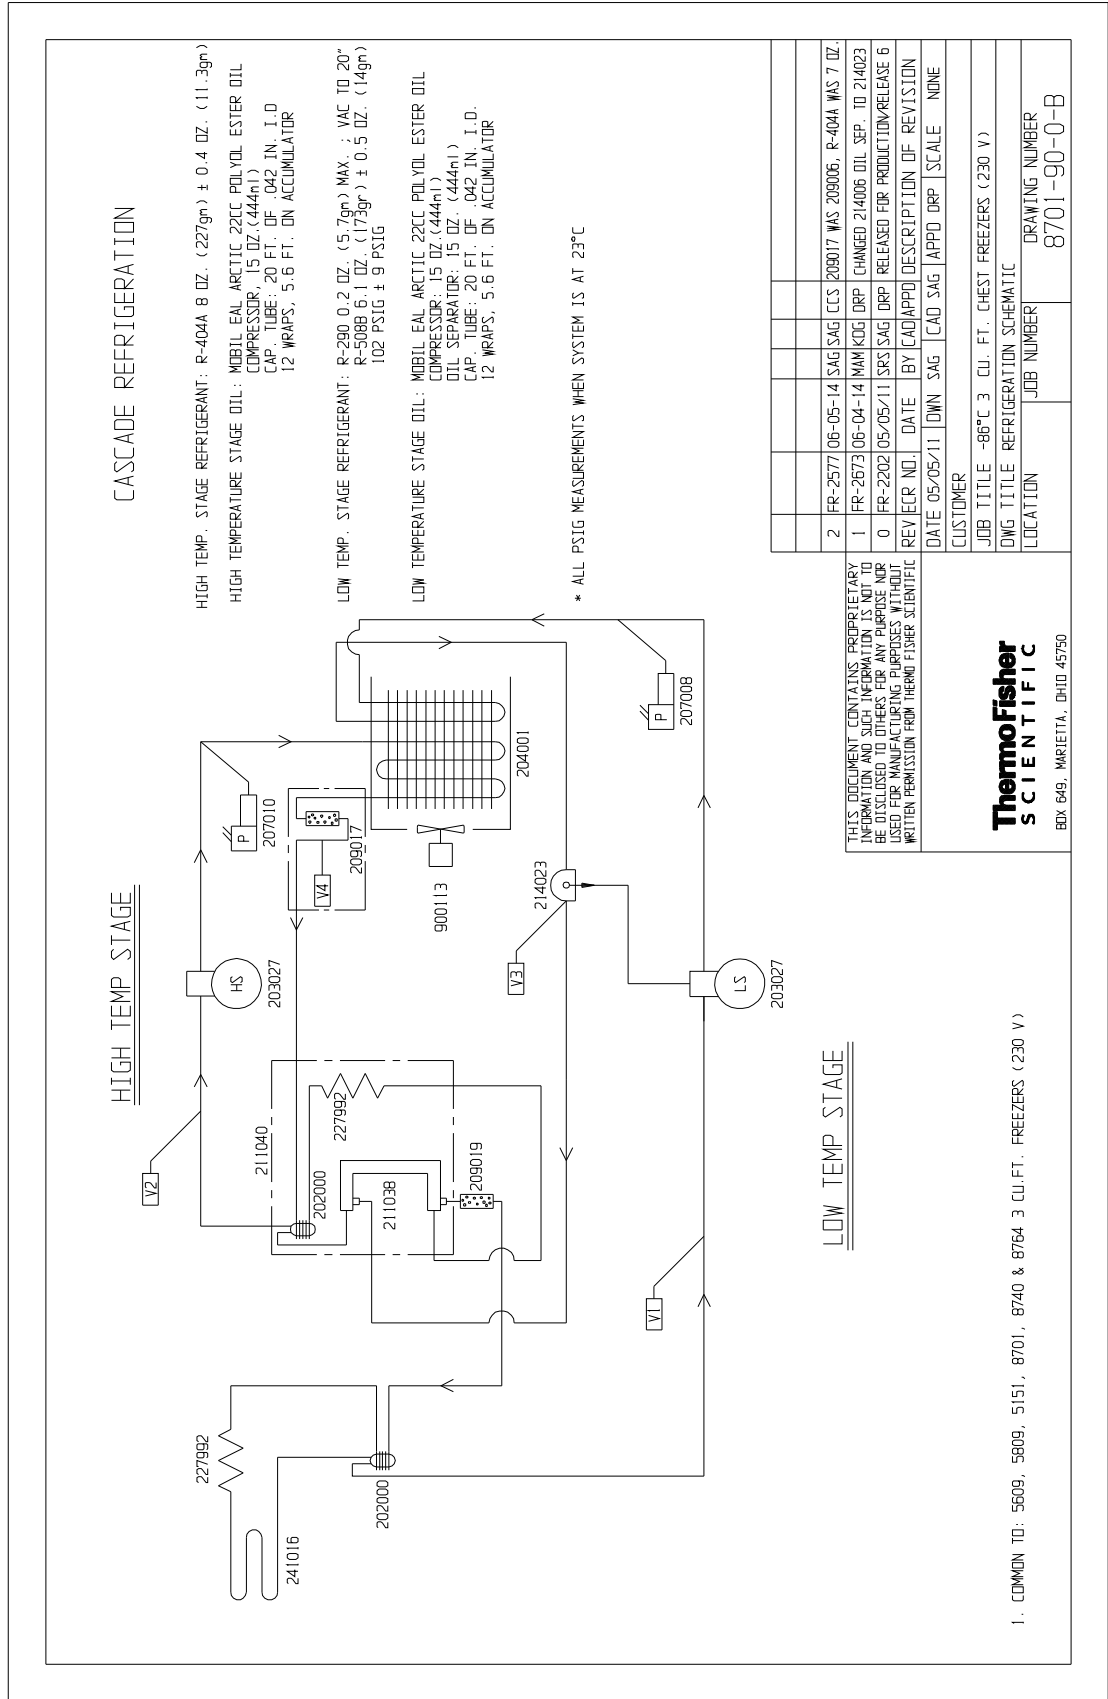 CASCADE REFRIGERATION
HIGH TEMP. STAGE REFRIGERANT: R-404A 8 OZ. (227gm) ± 0.4 OZ. (11.3gm)
HIGH TEMPERATURE STAGE OIL: MOBIL EAL ARCTIC 22CC POLYOL ESTER OIL
COMPRESSOR, 15 OZ.(444ml)
CAP. TUBE: 20 FT. OF .042 IN. I.D
12 WRAPS, 5.6 FT. ON ACCUMULATOR
LOW TEMP. STAGE REFRIGERANT: R-290 0.2 OZ. (5.7gm) MAX. ; VAC TO 20"
R-508B 6.1 OZ. (173gr) ± 0.5 OZ. (14gm)
102 PSIG ± 9 PSIG
LOW TEMPERATURE STAGE OIL: MOBIL EAL ARCTIC 22CC POLYOL ESTER OIL
COMPRESSOR: 15 OZ.(444ml)
OIL SEPARATOR: 15 OZ. (444ml)
CAP. TUBE: 20 FT. OF .042 IN. I.D.
12 WRAPS, 5.6 FT. ON ACCUMULATOR
* ALL PSIG MEASUREMENTS WHEN SYSTEM IS AT 23°C
HIGH TEMP STAGE
V2
HS
203027
P
207010
211040
202000
227992
211038
209019
V4
209017
900113
204001
214023
V3
P
207008
LS
203027
V1
LOW TEMP STAGE
227992
241016
202000
1. COMMON TO: 5609, 5809, 5151, 8701, 8740 & 8764 3 CU.FT. FREEZERS (230 V)
2 FR-2577 06-05-14 SAG SAG CCS 209017 WAS 209006, R-404A WAS 7 OZ.
1 FR-2673 06-04-14 MAM KDG DRP CHANGED 214006 OIL SEP. TO 214023
0 FR-2202 05/05/11 SRS SAG DRP RELEASED FOR PRODUCTION/RELEASE 6
REV ECR NO. DATE BY CAD APPD DESCRIPTION OF REVISION
DATE 05/05/11 DWN SAG CAD SAG APPD DRP SCALE NONE
CUSTOMER
JOB TITLE -86°C 3 CU. FT. CHEST FREEZERS (230 V)
DWG TITLE REFRIGERATION SCHEMATIC
LOCATION JOB NUMBER DRAWING NUMBER
8701-90-0-B
THIS DOCUMENT CONTAINS PROPRIETARY
INFORMATION AND SUCH INFORMATION IS NOT TO
BE DISCLOSED TO OTHERS FOR ANY PURPOSE NOR
USED FOR MANUFACTURING PURPOSES WITHOUT
WRITTEN PERMISSION FROM THERMO FISHER SCIENTIFIC
ThermoFisher
SCIENTIFIC
BOX 649, MARIETTA, OHIO 45750